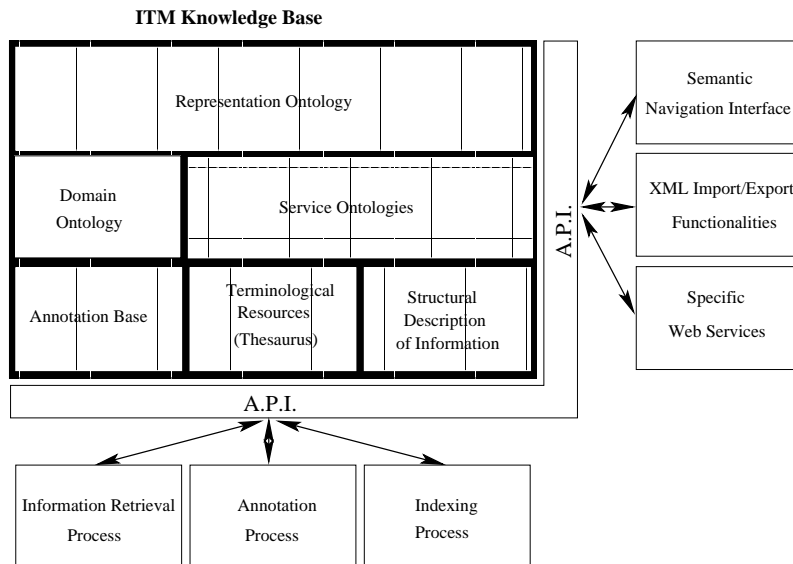 ITM Knowledge Base
Representation Ontology
Domain
Ontology
Service Ontologies
Annotation Base
Terminological
Resources
(Thesaurus)
Structural
Description
of Information
A.P.I.
A.P.I.
Semantic
Navigation Interface
XML Import/Export
Functionalities
Specific
Web Services
Information Retrieval
Process
Annotation
Process
Indexing
Process